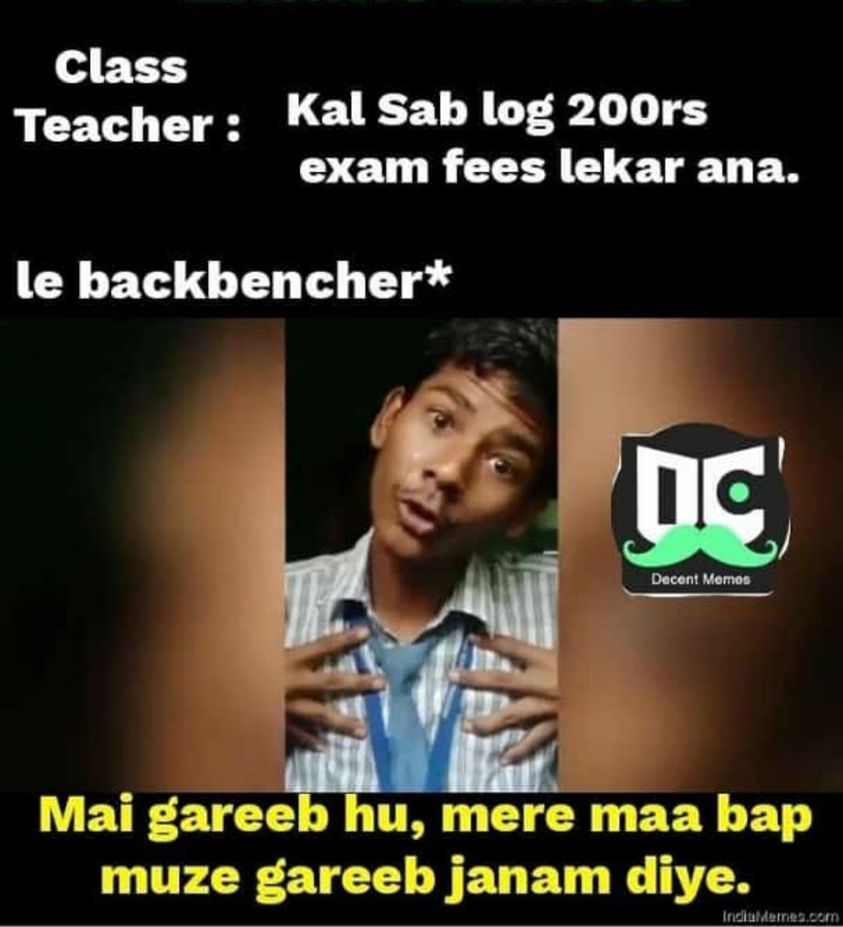 Class
Teacher :
Kal Sab log 200rs
exam fees lekar ana.
le backbencher*
DC
Decent Memes
Mai gareeb hu, mere maa bap
muze gareeb janam diye.
IndiaMemes.com